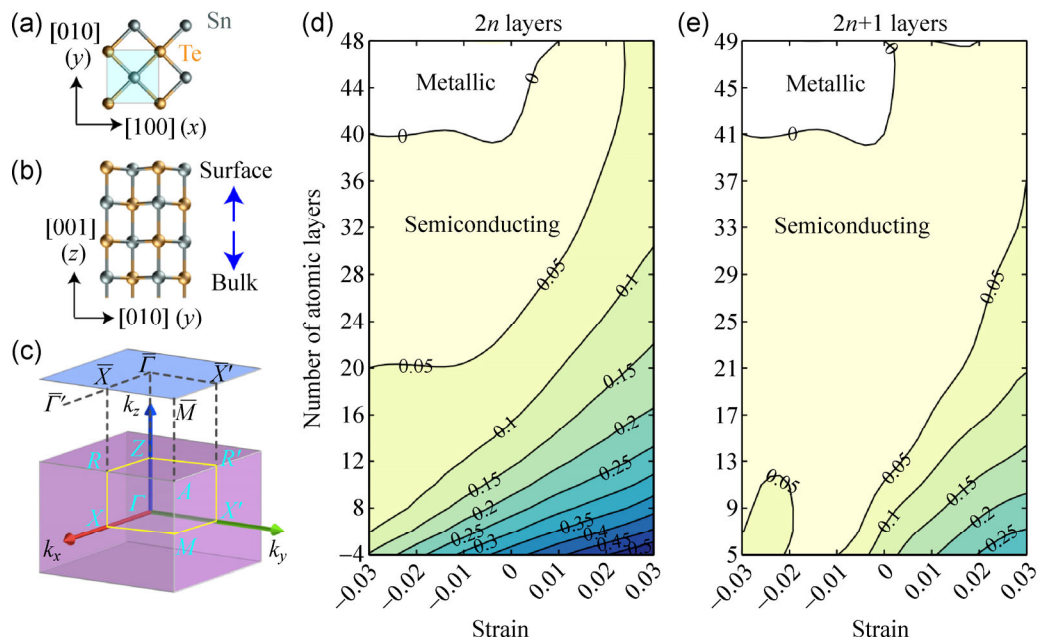 (a)
[010]
(y)
Sn
Te
[100] (x)
(b)
[001]
(z)
Surface
Bulk
[010] (y)
(c)
X̅
Γ̅
X̅′
Γ̅′
k_z
M̅
Z
R
R′
A
Γ
X
X′
M
k_x
k_y
(d)
2n layers
Number of atomic layers
48
44
40
36
32
28
24
20
16
12
8
−4
Metallic
0
0
Semiconducting
0.05
0.05
0.1
0.1
0.15
0.15
0.2
0.2
0.25
0.25
0.3
0.35
0.4
0.45
0.5
−0.03
−0.02
−0.01
0
0.01
0.02
0.03
Strain
(e)
2n+1 layers
49
45
41
37
33
29
25
21
17
13
9
5
Metallic
0
0
0
Semiconducting
0.05
0.05
0.05
0.1
0.15
0.2
0.25
−0.03
−0.02
−0.01
0
0.01
0.02
0.03
Strain